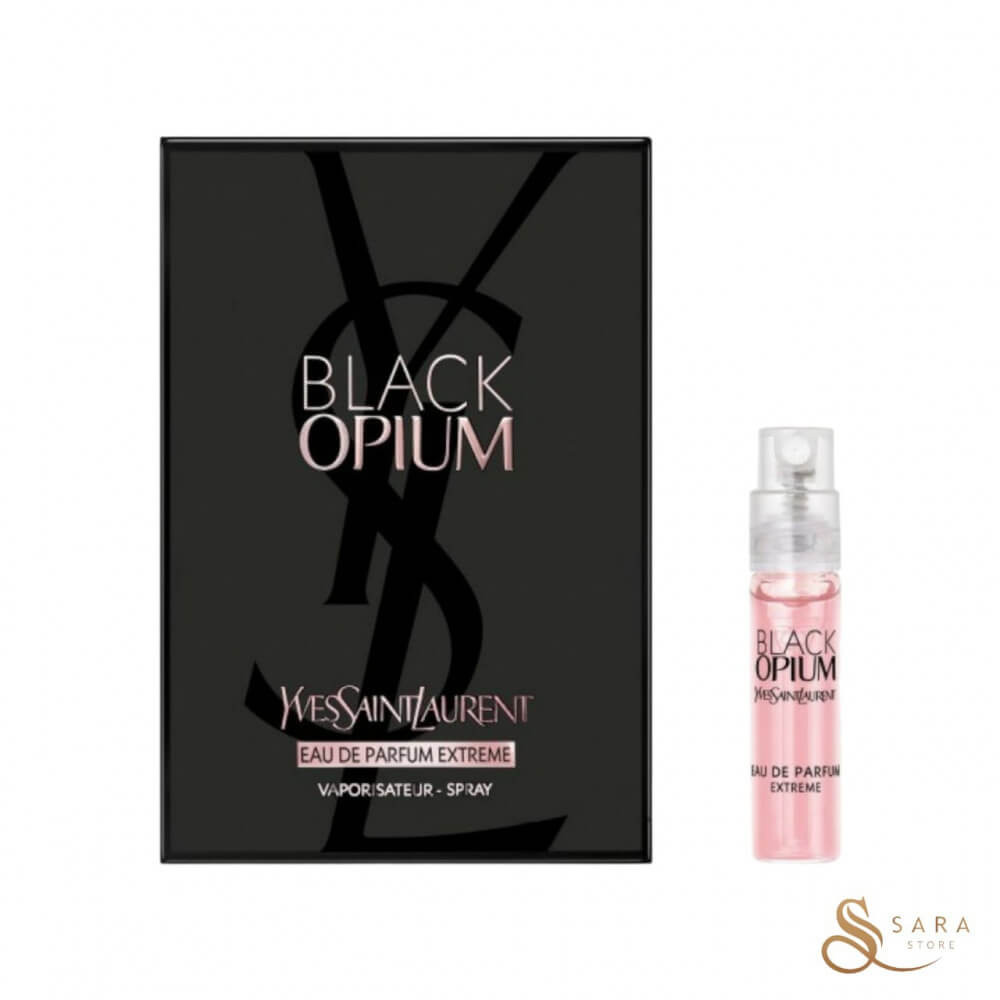 BLACK
OPIUM
YVESSAINTLAURENT
EAU DE PARFUM EXTREME
VAPORISATEUR - SPRAY
BLACK
OPIUM
YVESSAINTLAURENT
EAU DE PARFUM
EXTREME
SARA
STORE